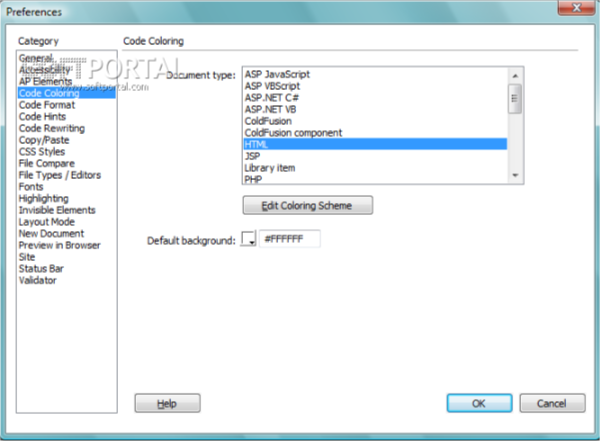 Preferences
Category
Code Coloring
General
Accessibility
AP Elements
Code Coloring
Code Format
Code Hints
Code Rewriting
Copy/Paste
CSS Styles
File Compare
File Types / Editors
Fonts
Highlighting
Invisible Elements
Layout Mode
New Document
Preview in Browser
Site
Status Bar
Validator
SOFTPORTAL
www.softportal.com
Document type:
ASP JavaScript
ASP VBScript
ASP.NET C#
ASP.NET VB
ColdFusion
ColdFusion component
HTML
JSP
Library item
PHP
Edit Coloring Scheme
Default background: #FFFFFF
Help
OK
Cancel